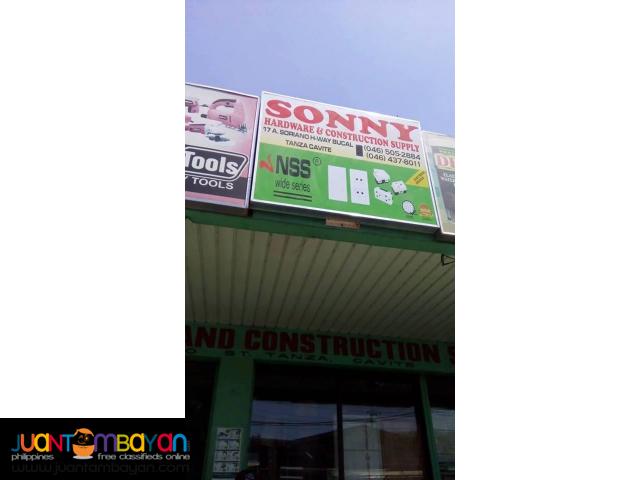 SONNY
HARDWARE & CONSTRUCTION SUPPLY
17 A. SORIANO H-WAY BUCAL
TANZA CAVITE
(046) 505-2884
(046) 437-8011
NSS®
wide series
Tools
TOOLS
AND CONSTRUCTION S
ST. TANZA, CAVITE
JUANTAMBAYAN
philippines free classifieds online
www.juantambayan.com